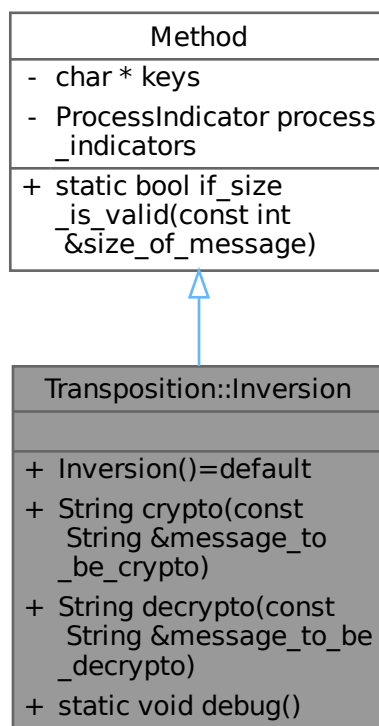 Method
- char * keys
- ProcessIndicator process
_indicators
+ static bool if_size
_is_valid(const int
&size_of_message)
Transposition::Inversion
+ Inversion()=default
+ String crypto(const
String &message_to
_be_crypto)
+ String decrypto(const
String &message_to_be
_decrypto)
+ static void debug()